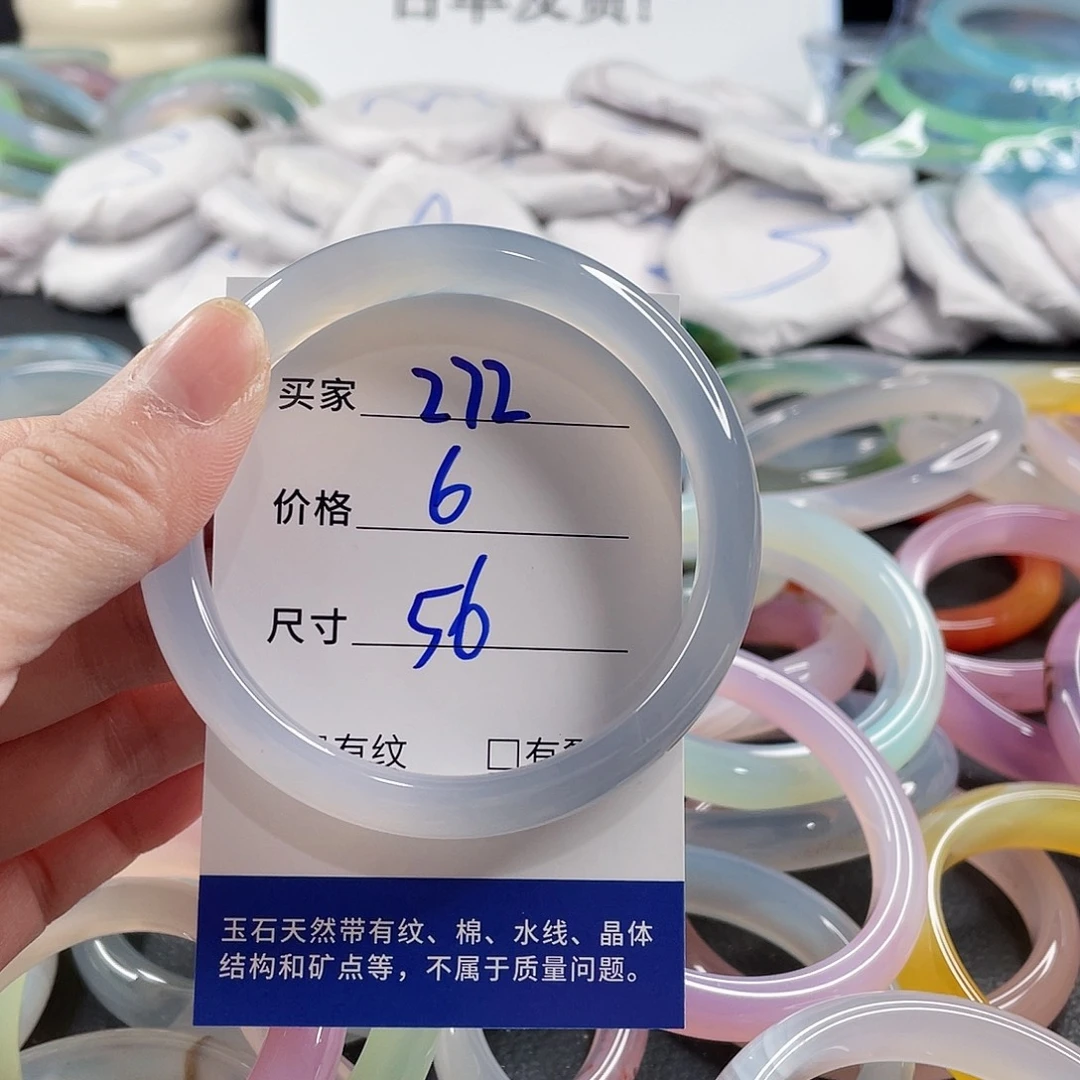 买家 272
价格 6
尺寸 56
有纹 □有
玉石天然带有纹、棉、水线、晶体
结构和矿点等，不属于质量问题。